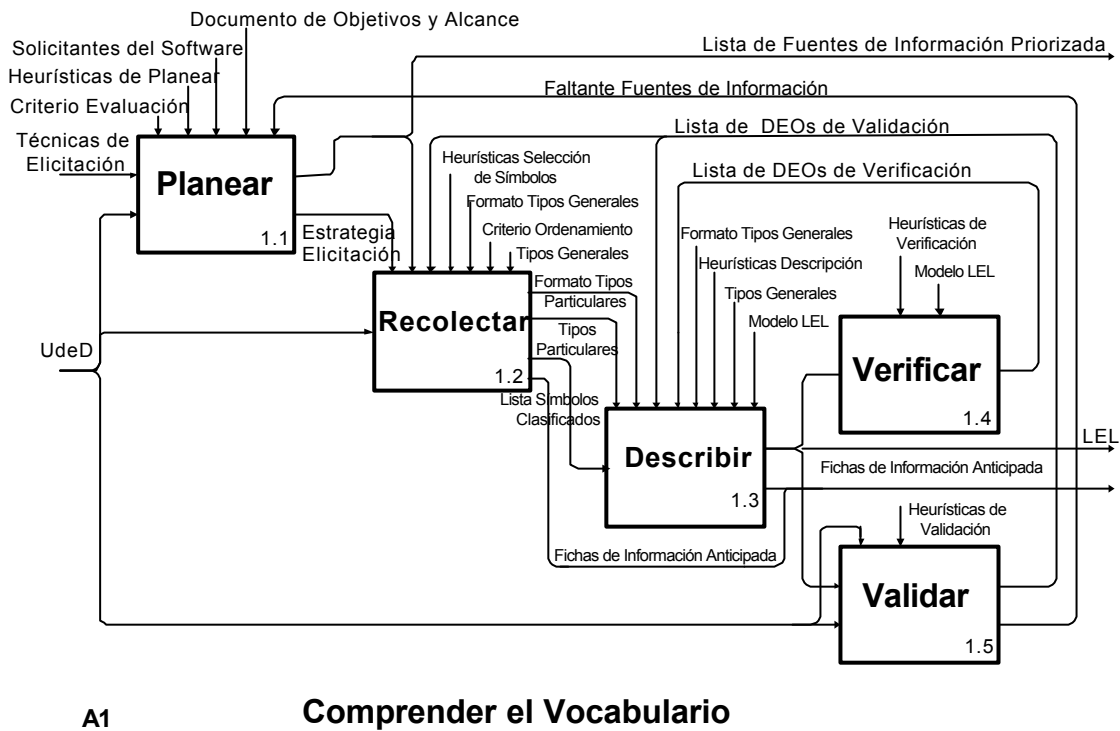 Documento de Objetivos y Alcance
Solicitantes del Software
Lista de Fuentes de Información Priorizada
Heurísticas de Planear
Criterio Evaluación
Faltante Fuentes de Información
Técnicas de
Elicitación
Planear
1.1
Lista de DEOs de Validación
Heurísticas Selección
de Símbolos
Lista de DEOs de Verificación
Formato Tipos Generales
Estrategia
Elicitación
Criterio Ordenamiento
Tipos Generales
Formato Tipos Generales
Heurísticas de
Verificación
Heurísticas Descripción
Modelo LEL
Formato Tipos
Particulares
Tipos Generales
Recolectar
1.2
Tipos
Particulares
Modelo LEL
UdeD
Verificar
1.4
Lista Símbolos
Clasificados
Describir
1.3
LEL
Fichas de Información Anticipada
Heurísticas de
Validación
Fichas de Información Anticipada
Validar
1.5
A1
Comprender el Vocabulario